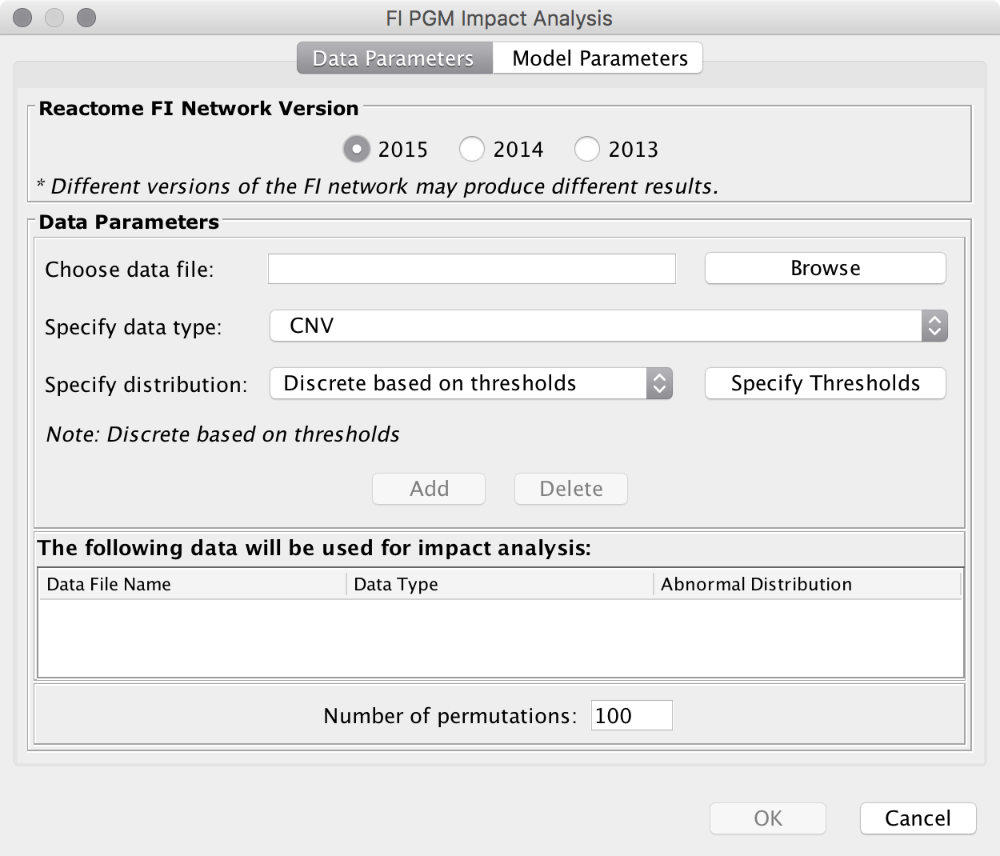 FI PGM Impact Analysis
Data Parameters Model Parameters
Reactome FI Network Version
2015 2014 2013
* Different versions of the FI network may produce different results.
Data Parameters
Choose data file: Browse
Specify data type: CNV
Specify distribution: Discrete based on thresholds Specify Thresholds
Note: Discrete based on thresholds
Add Delete
The following data will be used for impact analysis:
Data File Name Data Type Abnormal Distribution
Number of permutations: 100
OK Cancel